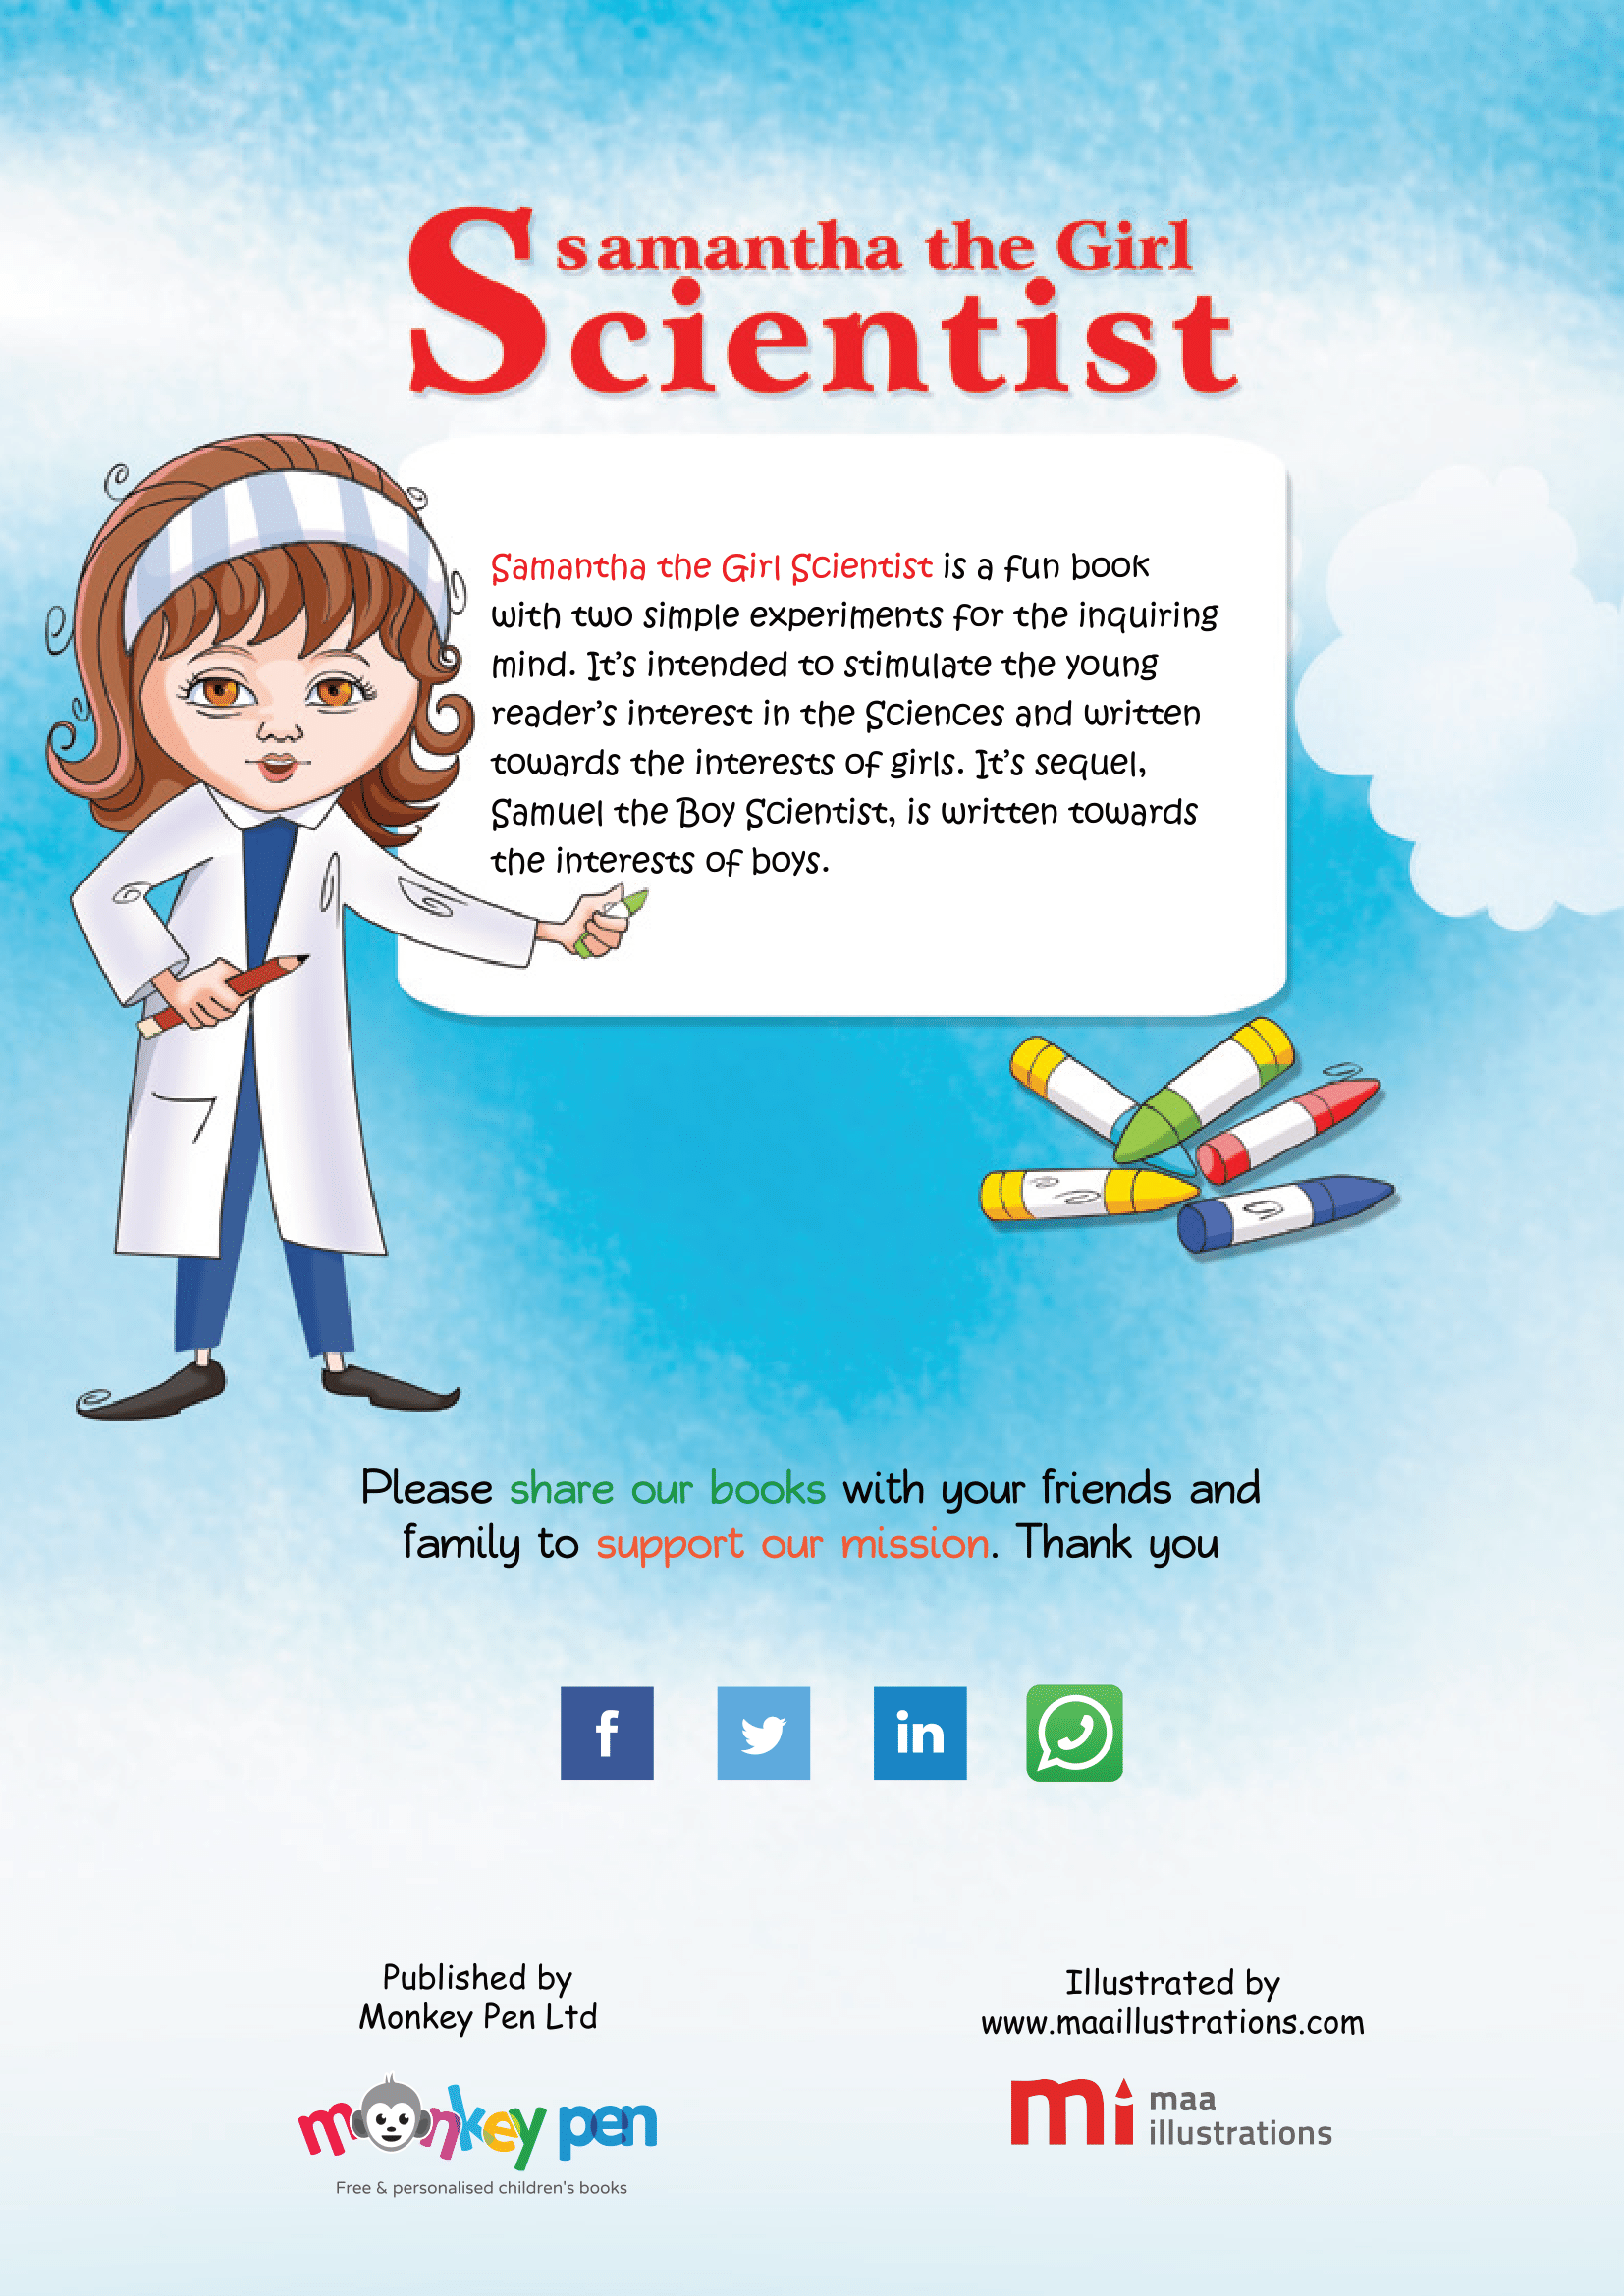 Ssamantha the Girl
Scientist
Samantha the Girl Scientist is a fun book
with two simple experiments for the inquiring
mind. It's intended to stimulate the young
reader's interest in the Sciences and written
towards the interests of girls. It's sequel,
Samuel the Boy Scientist, is written towards
the interests of boys.
Please share our books with your friends and
family to support our mission. Thank you
f
in
Published by
Monkey Pen Ltd
monkey pen
Free & personalised children's books
Illustrated by
www.maaillustrations.com
mi maa
illustrations